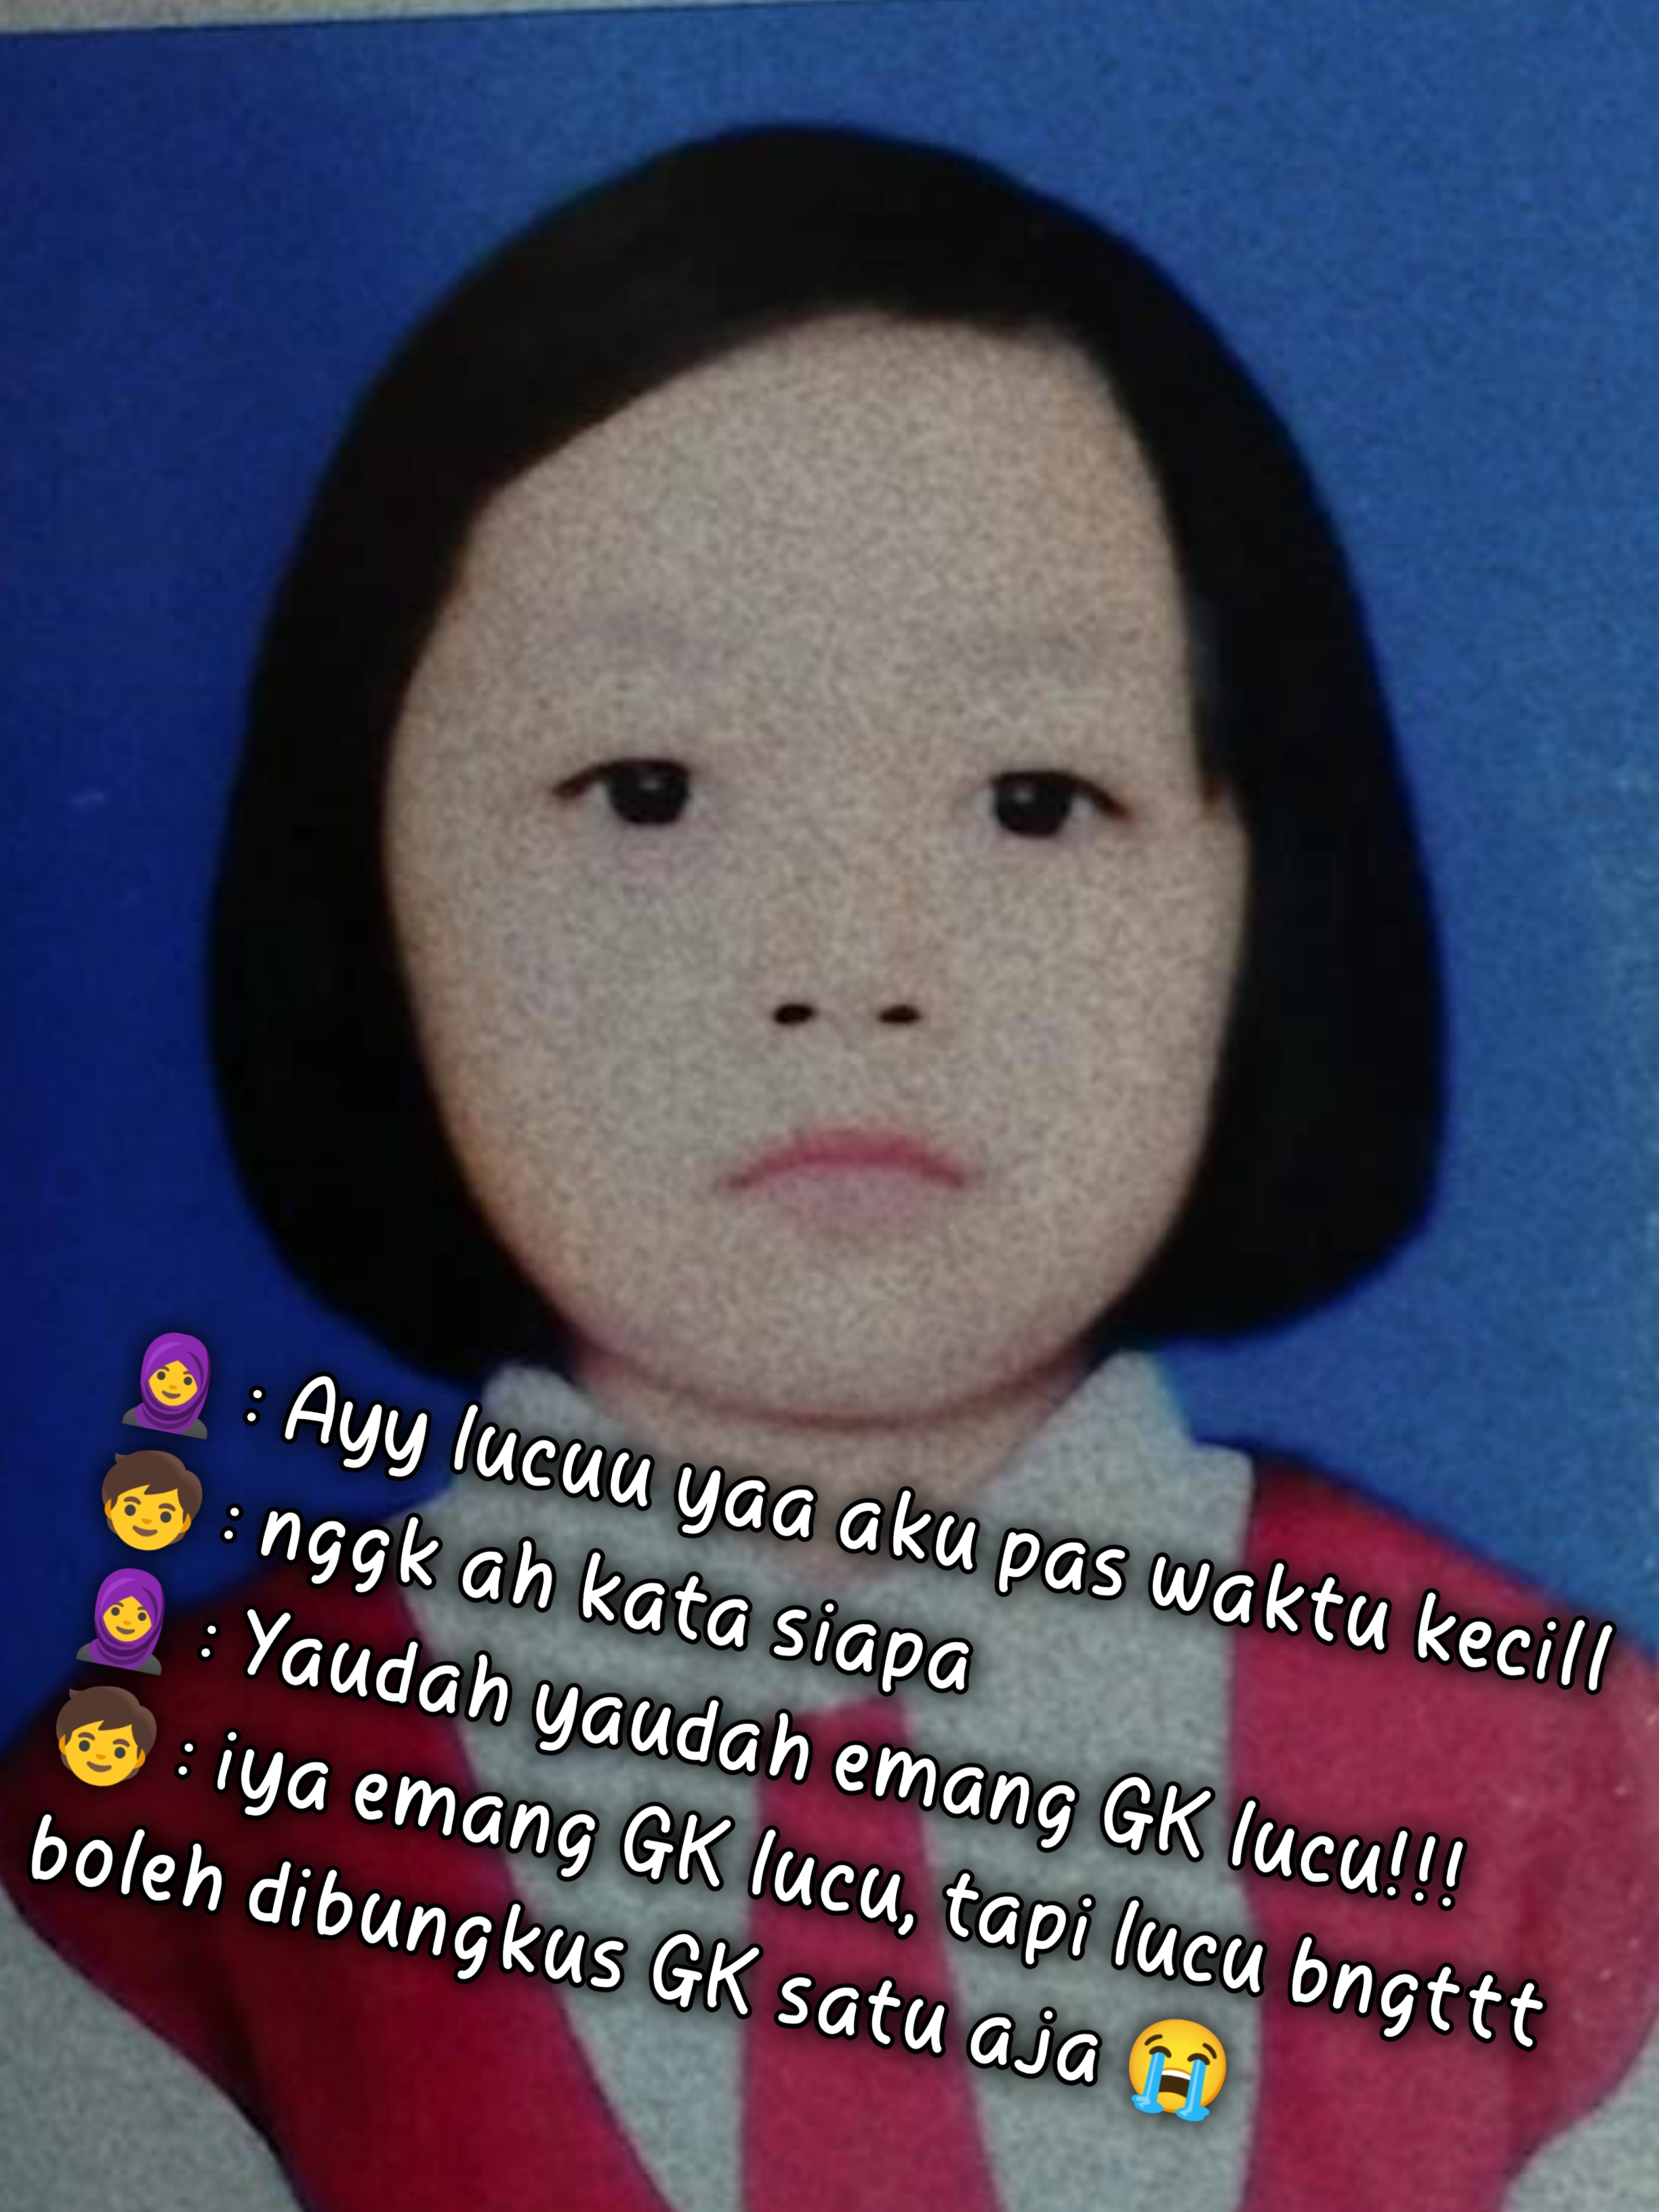 🧕 : Ayy lucuu yaa aku pas waktu kecill
🧒 : nggk ah kata siapa
🧕 : Yaudah yaudah emang GK lucu!!!
🧒 : iya emang GK lucu, tapi lucu bngttt
boleh dibungkus GK satu aja 😭